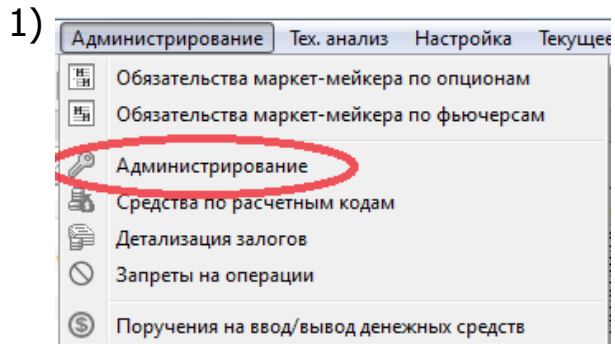 1)
Администрирование Тех. анализ Настройка Текущее
Обязательства маркет-мейкера по опционам
Обязательства маркет-мейкера по фьючерсам
Администрирование
Средства по расчетным кодам
Детализация залогов
Запреты на операции
Поручения на ввод/вывод денежных средств